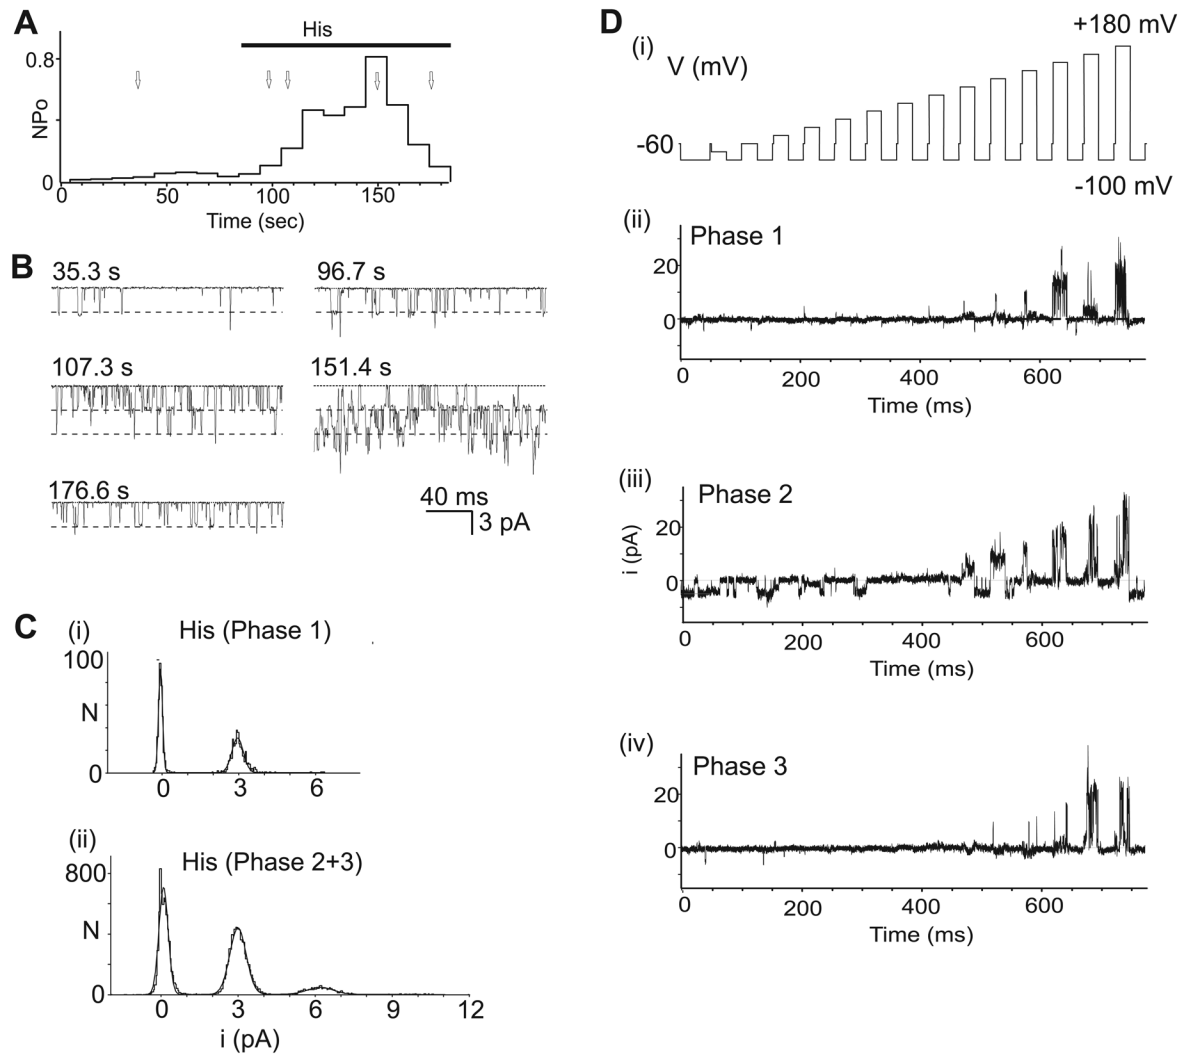 A
His
0.8
NPo
0
0
50
100
150
Time (sec)
B
35.3 s
96.7 s
107.3 s
151.4 s
176.6 s
40 ms
3 pA
C
(i)
His (Phase 1)
100
N
0
0
3
6
(ii)
His (Phase 2+3)
800
N
0
0
3
6
9
12
i (pA)
D
(i)
V (mV)
+180 mV
-60
-100 mV
(ii)
Phase 1
20
0
0
200
400
600
Time (ms)
(iii)
Phase 2
20
i (pA)
0
0
200
400
600
Time (ms)
(iv)
Phase 3
20
0
0
200
400
600
Time (ms)